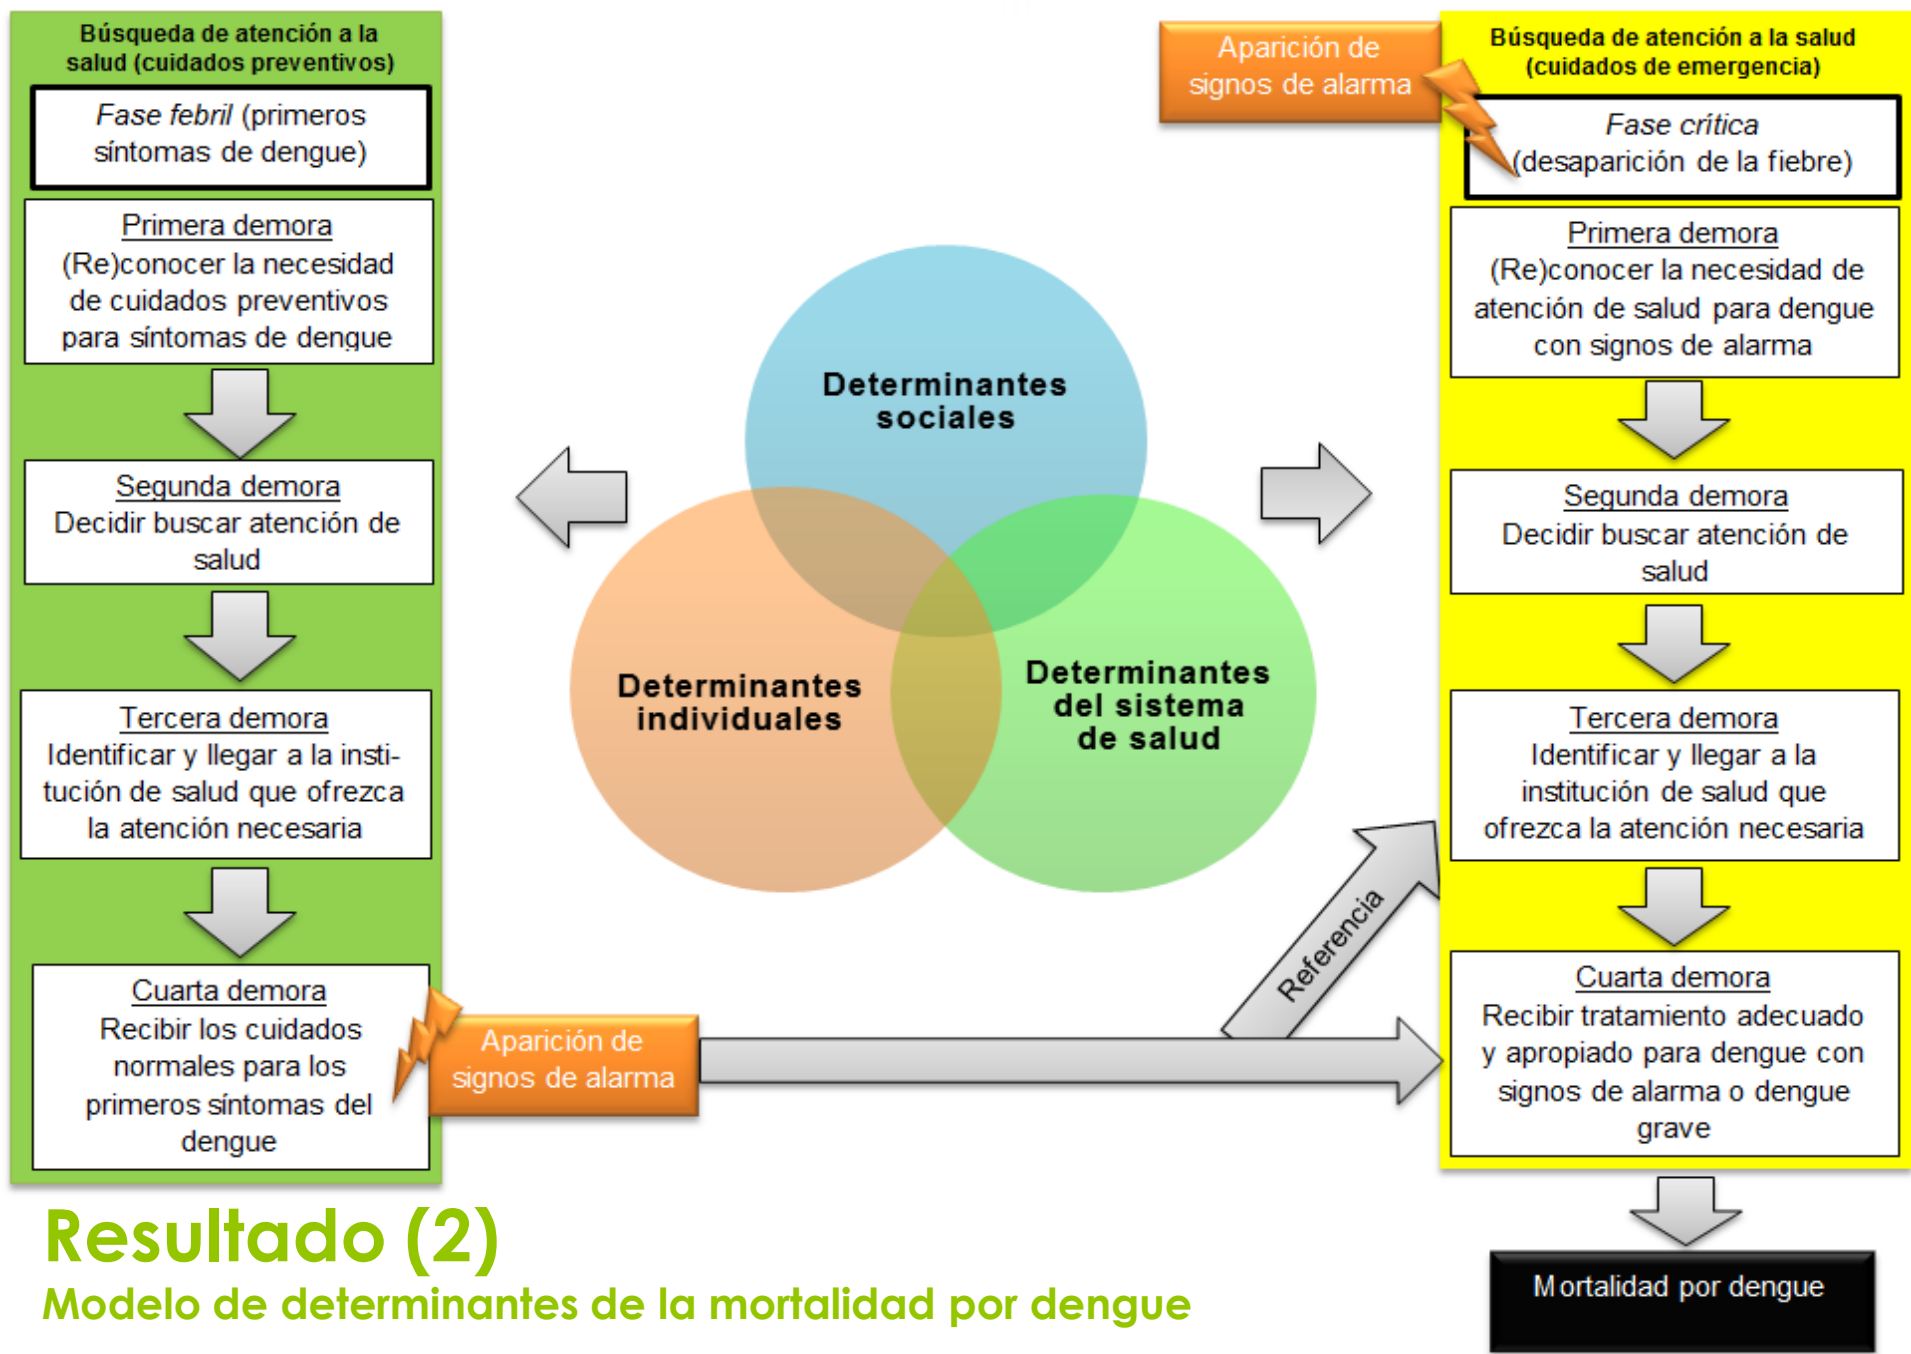 Búsqueda de atención a la
salud (cuidados preventivos)
Fase febril (primeros
síntomas de dengue)
Primera demora
(Re)conocer la necesidad
de cuidados preventivos
para síntomas de dengue
Segunda demora
Decidir buscar atención de
salud
Tercera demora
Identificar y llegar a la insti-
tución de salud que ofrezca
la atención necesaria
Cuarta demora
Recibir los cuidados
normales para los
primeros síntomas del
dengue
Aparición de
signos de alarma
Determinantes
sociales
Determinantes
individuales
Determinantes
del sistema
de salud
Referencia
Aparición de
signos de alarma
Búsqueda de atención a la salud
(cuidados de emergencia)
Fase crítica
(desaparición de la fiebre)
Primera demora
(Re)conocer la necesidad de
atención de salud para dengue
con signos de alarma
Segunda demora
Decidir buscar atención de
salud
Tercera demora
Identificar y llegar a la
institución de salud que
ofrezca la atención necesaria
Cuarta demora
Recibir tratamiento adecuado
y apropiado para dengue con
signos de alarma o dengue
grave
Mortalidad por dengue
Resultado (2)
Modelo de determinantes de la mortalidad por dengue